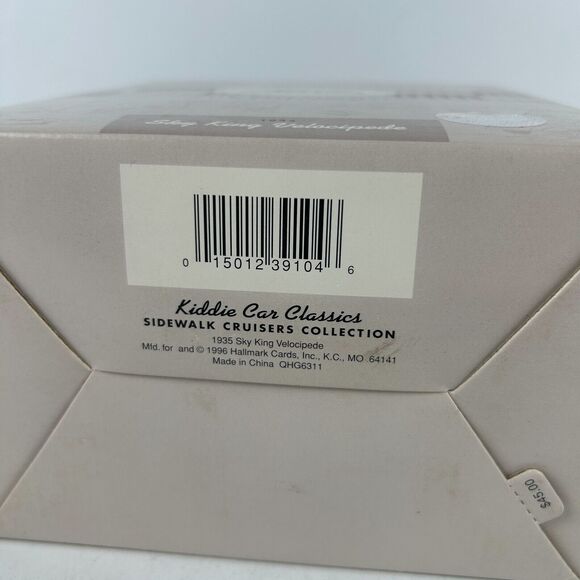 1935
Sky King Velocipede
0 15012 39104 6
Kiddie Car Classics
SIDEWALK CRUISERS COLLECTION
1935 Sky King Velocipede
Mfd. for and © 1996 Hallmark Cards, Inc., K.C., MO 64141
Made in China QHG6311
$45.00